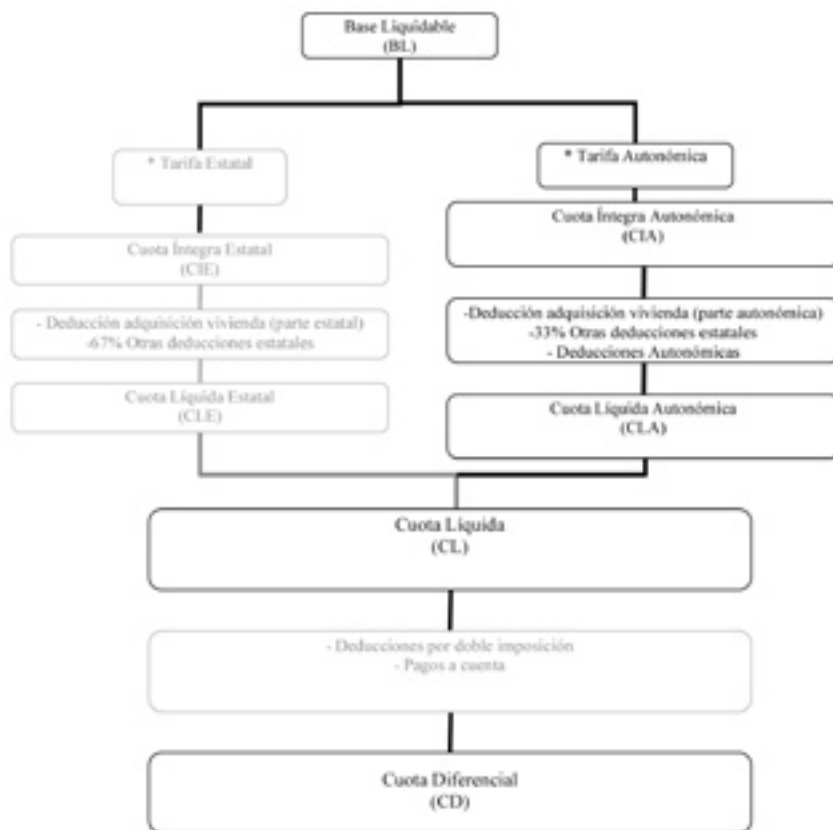 Base Liquidable
(BL)
* Tarifa Estatal
* Tarifa Autonómica
Cuota Íntegra Estatal
(CIE)
Cuota Íntegra Autonómica
(CIA)
- Deducción adquisición vivienda (parte estatal)
-67% Otras deducciones estatales
-Deducción adquisición vivienda (parte autonómica)
-33% Otras deducciones estatales
- Deducciones Autonómicas
Cuota Líquida Estatal
(CLE)
Cuota Líquida Autonómica
(CLA)
Cuota Líquida
(CL)
- Deducciones por doble imposición
- Pagos a cuenta
Cuota Diferencial
(CD)